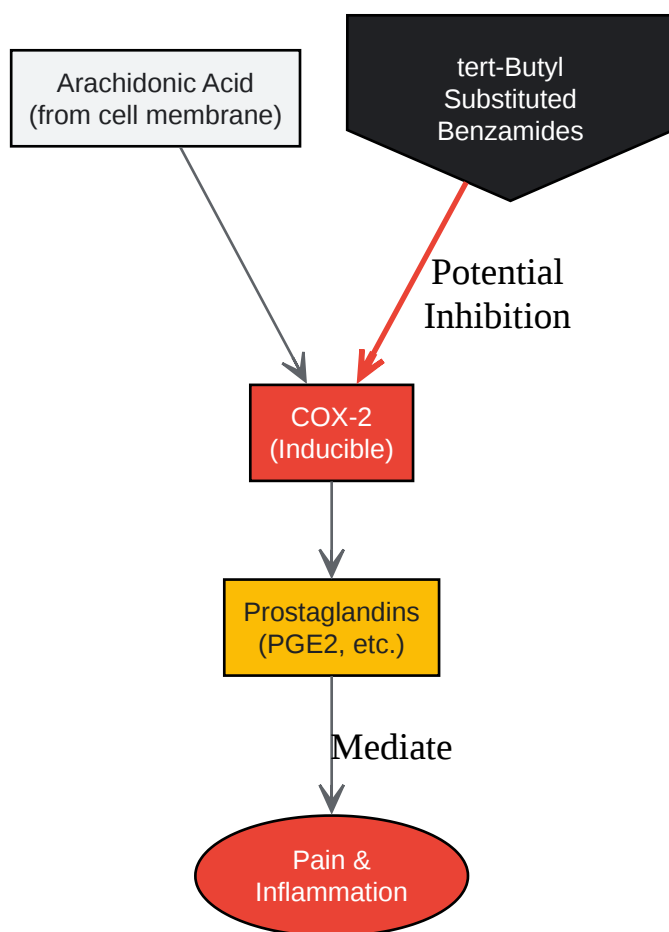 Arachidonic Acid
(from cell membrane)
tert-Butyl
Substituted
Benzamides
Potential
Inhibition
COX-2
(Inducible)
Prostaglandins
(PGE2, etc.)
Mediate
Pain &
Inflammation